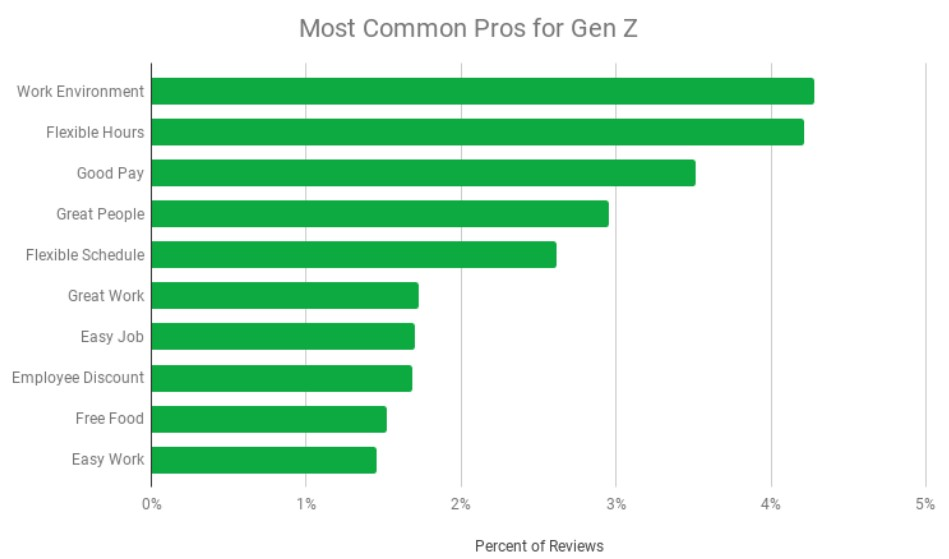 Most Common Pros for Gen Z
Work Environment
Flexible Hours
Good Pay
Great People
Flexible Schedule
Great Work
Easy Job
Employee Discount
Free Food
Easy Work
0% 1% 2% 3% 4% 5%
Percent of Reviews